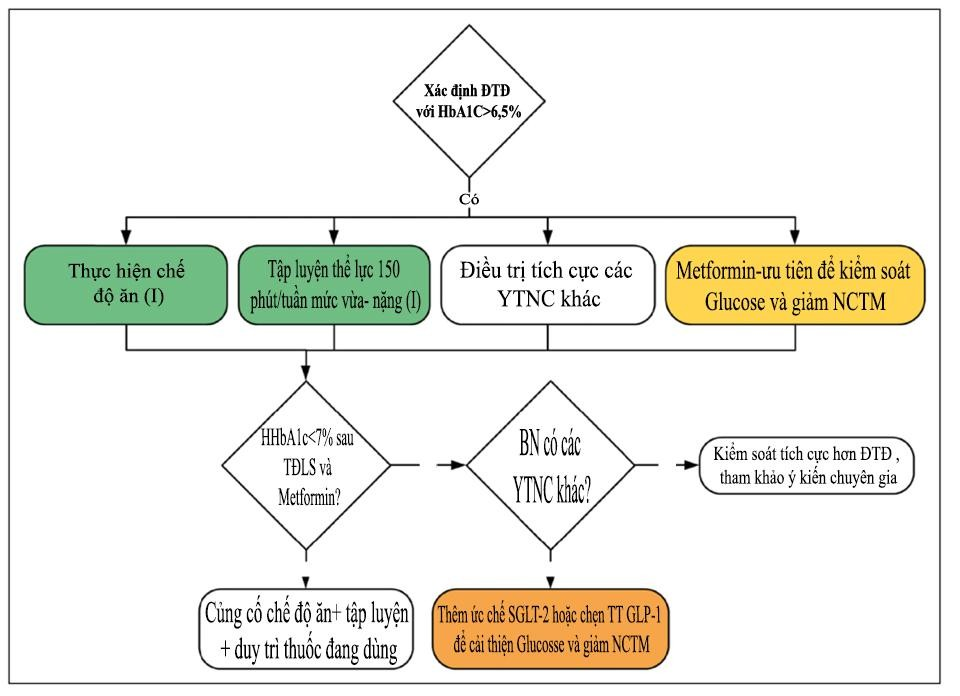 Xác định ĐTĐ
với HbA1C>6,5%
Có
Thực hiện chế
độ ăn (I)
Tập luyện thể lực 150
phút/tuần mức vừa- nặng (I)
Điều trị tích cực các
YTNC khác
Metformin-ưu tiên để kiểm soát
Glucose và giảm NCTM
HHbA1c<7% sau
TĐLS và
Metformin?
BN có các
YTNC khác?
Kiểm soát tích cực hơn ĐTĐ ,
tham khảo ý kiến chuyên gia
Củng cố chế độ ăn+ tập luyện
+ duy trì thuốc đang dùng
Thêm ức chế SGLT-2 hoặc chọn TT GLP-1
để cải thiện Glucosse và giảm NCTM